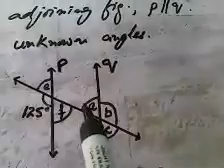 adjoining fig, p||q.
unknown angles.
p q
a
125° f e b
c